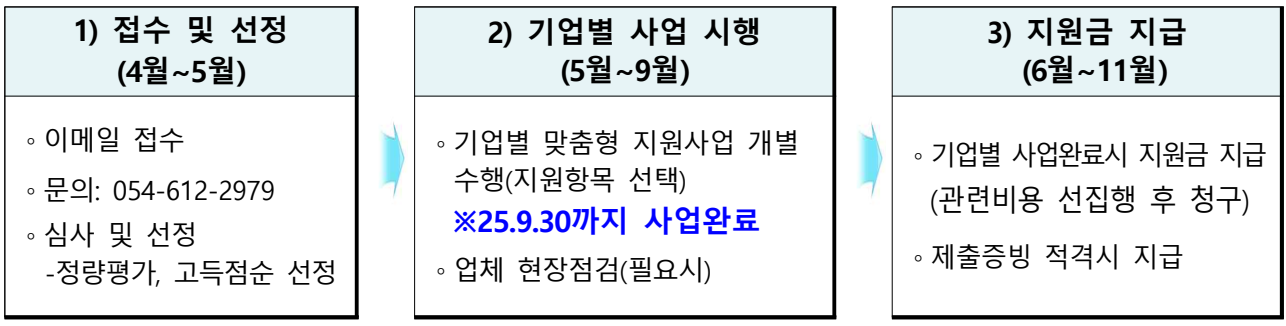 1) 접수 및 선정
(4월~5월)
◦ 이메일 접수
◦ 문의: 054-612-2979
◦ 심사 및 선정
-정량평가, 고득점순 선정
2) 기업별 사업 시행
(5월~9월)
◦ 기업별 맞춤형 지원사업 개별
수행(지원항목 선택)
※25.9.30까지 사업완료
◦ 업체 현장점검(필요시)
3) 지원금 지급
(6월~11월)
◦ 기업별 사업완료시 지원금 지급
(관련비용 선집행 후 청구)
◦ 제출증빙 적격시 지급